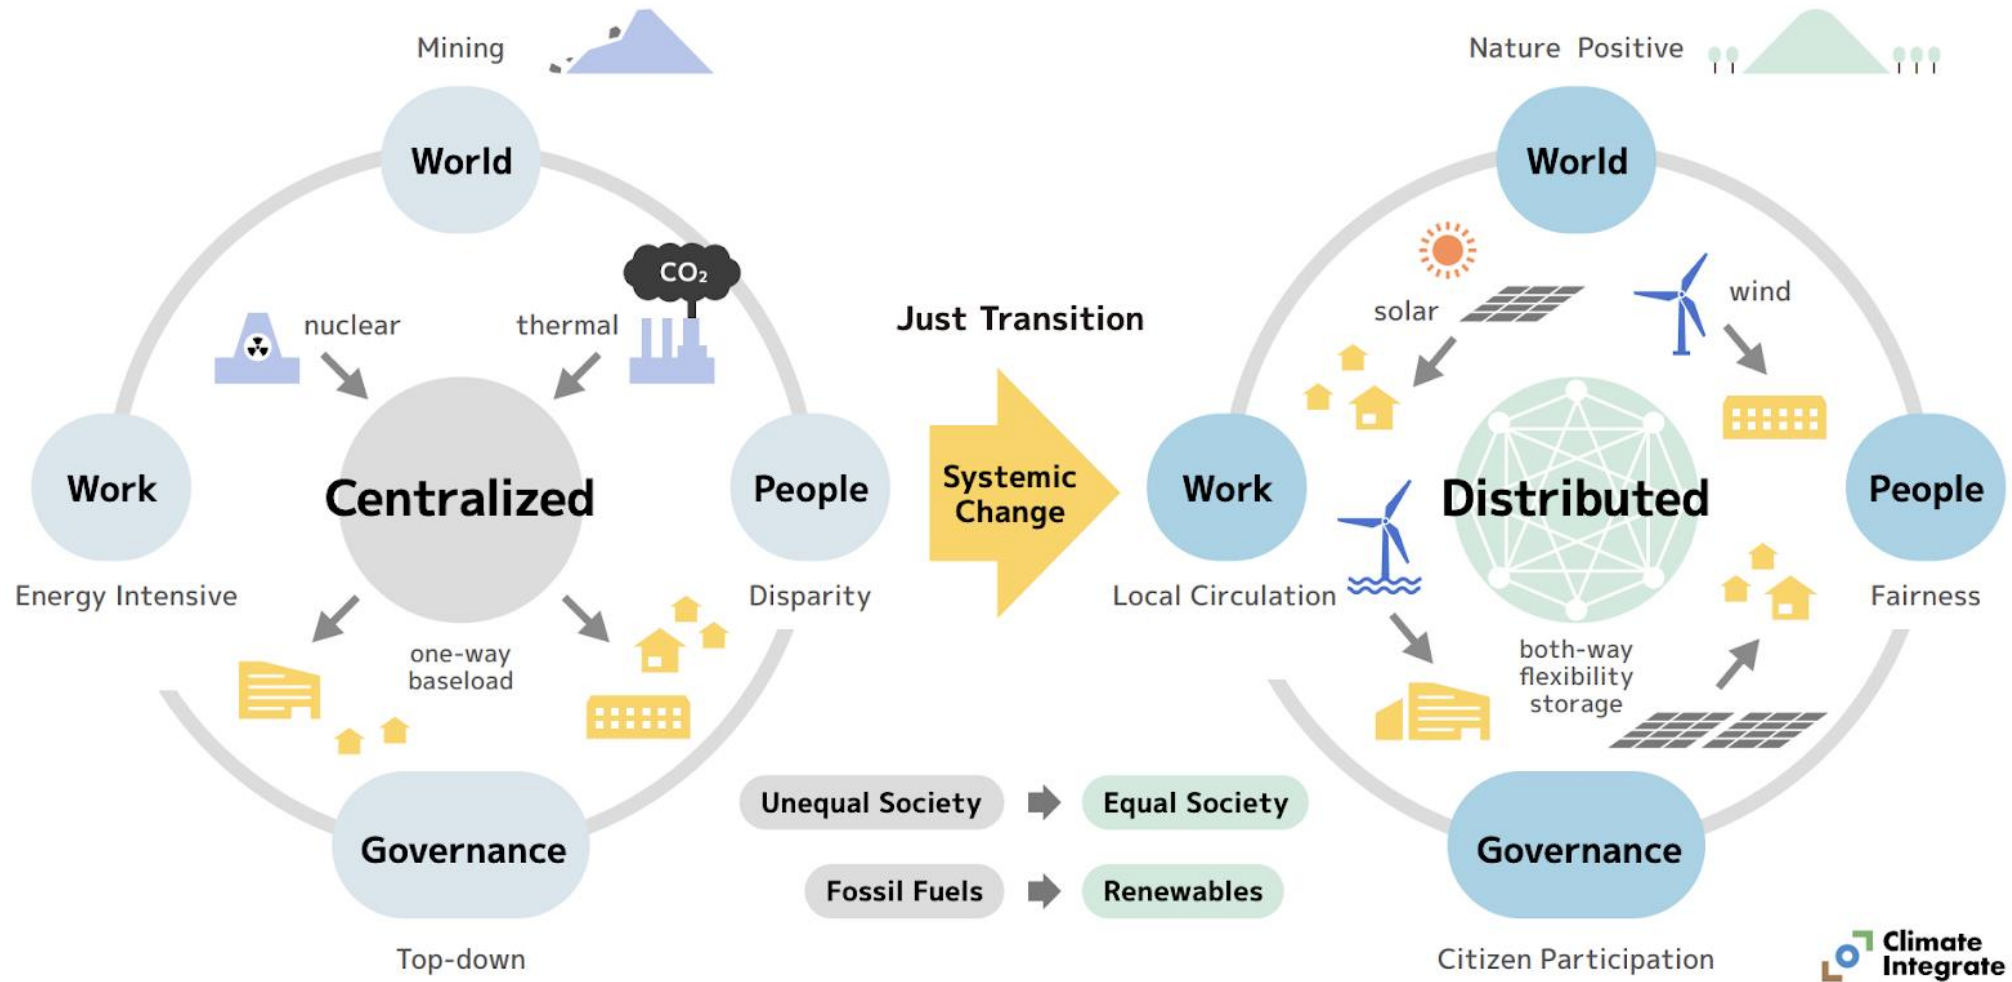 Mining
World
CO₂
nuclear
thermal
Work
Centralized
People
Energy Intensive
Disparity
one-way
baseload
Governance
Top-down
Just Transition
Systemic
Change
Unequal Society
Equal Society
Fossil Fuels
Renewables
Nature Positive
World
solar
wind
Work
Distributed
People
Local Circulation
Fairness
both-way
flexibility
storage
Governance
Citizen Participation
Climate
Integrate